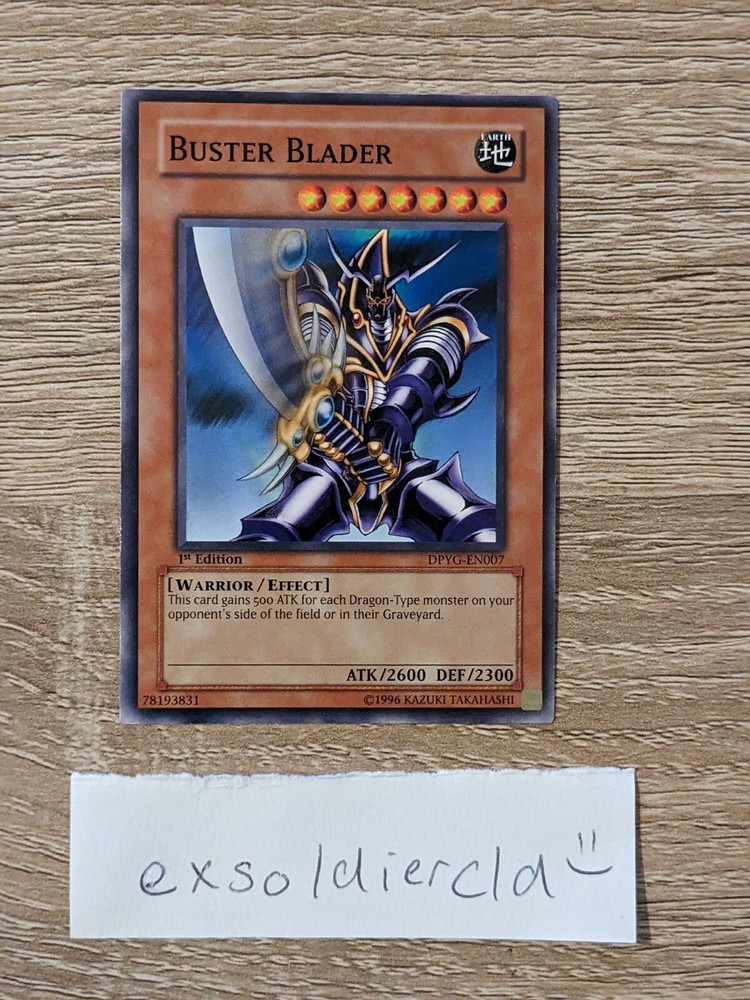 BUSTER BLADER
EARTH
地
1st Edition
DPYG-EN007
[WARRIOR/EFFECT]
This card gains 500 ATK for each Dragon-Type monster on your
opponent's side of the field or in their Graveyard.
ATK/2600 DEF/2300
78193831
©1996 KAZUKI TAKAHASHI
exsoldiercld